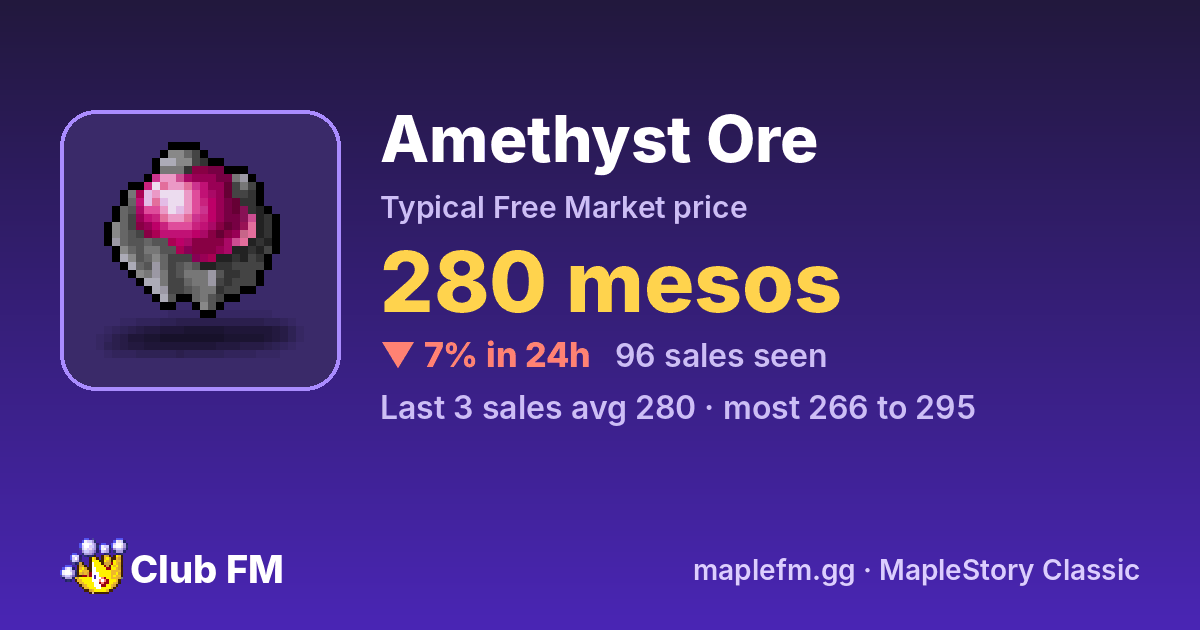 Amethyst Ore
Typical Free Market price
280 mesos
▼ 7% in 24h 96 sales seen
Last 3 sales avg 280 · most 266 to 295
Club FM
maplefm.gg · MapleStory Classic